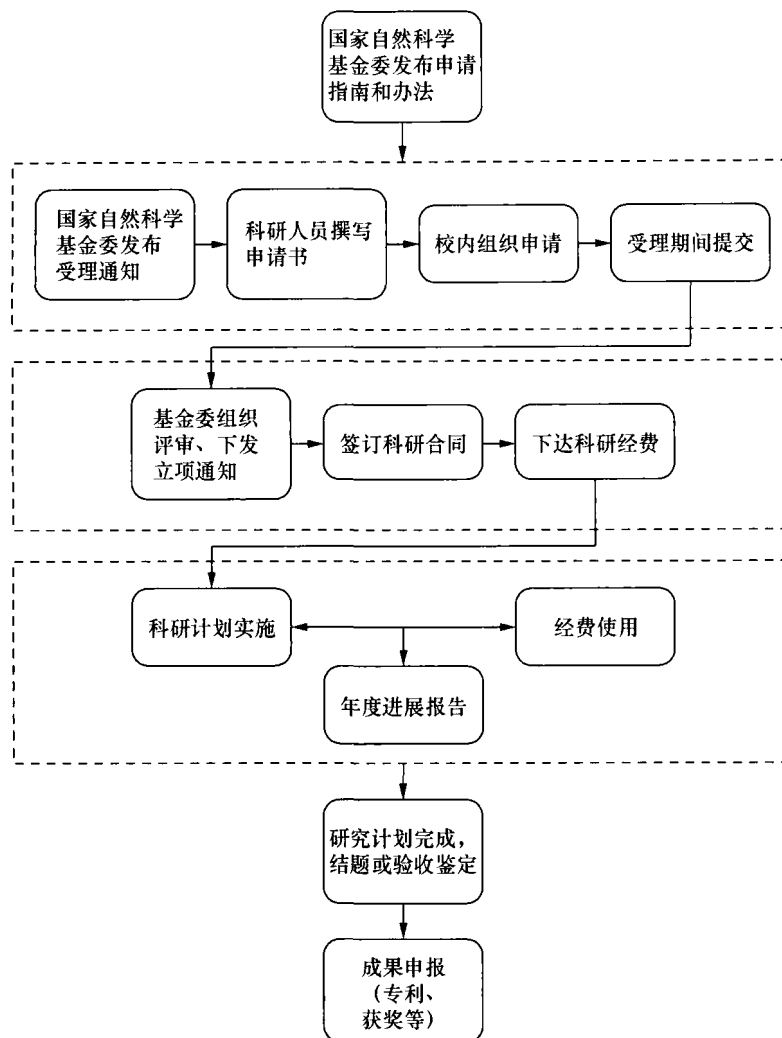 国家自然科学
基金委发布申请
指南和办法
国家自然科学
基金委发布
受理通知
科研人员撰写
申请书
校内组织申请
受理期间提交
基金委组织
评审、下发
立项通知
签订科研合同
下达科研经费
科研计划实施
经费使用
年度进展报告
研究计划完成，
结题或验收鉴定
成果申报
（专利、
获奖等）